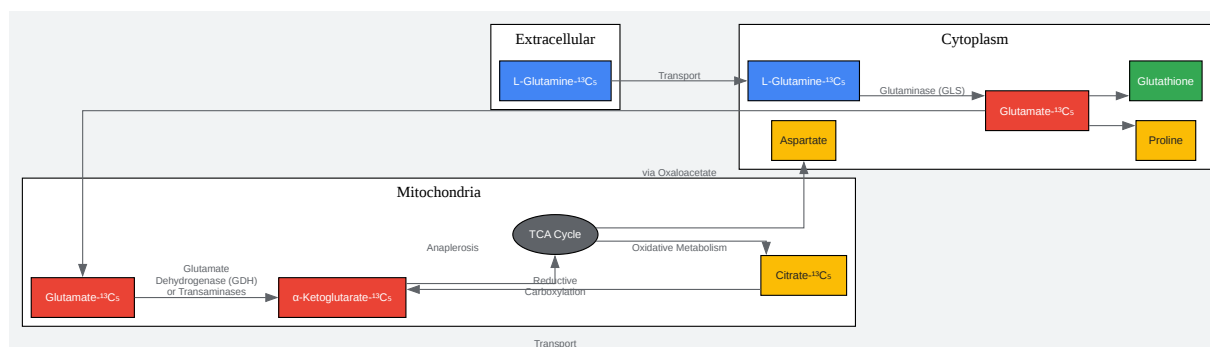 Extracellular
Cytoplasm
L-Glutamine-¹³C₅
Transport
L-Glutamine-¹³C₅
Glutaminase (GLS)
Glutathione
Glutamate-¹³C₅
Aspartate
Proline
via Oxaloacetate
Mitochondria
TCA Cycle
Anaplerosis
Oxidative Metabolism
Glutamate
Dehydrogenase (GDH)
or Transaminases
Reductive
Carboxylation
Citrate-¹³C₅
Glutamate-¹³C₅
α-Ketoglutarate-¹³C₅
Transport